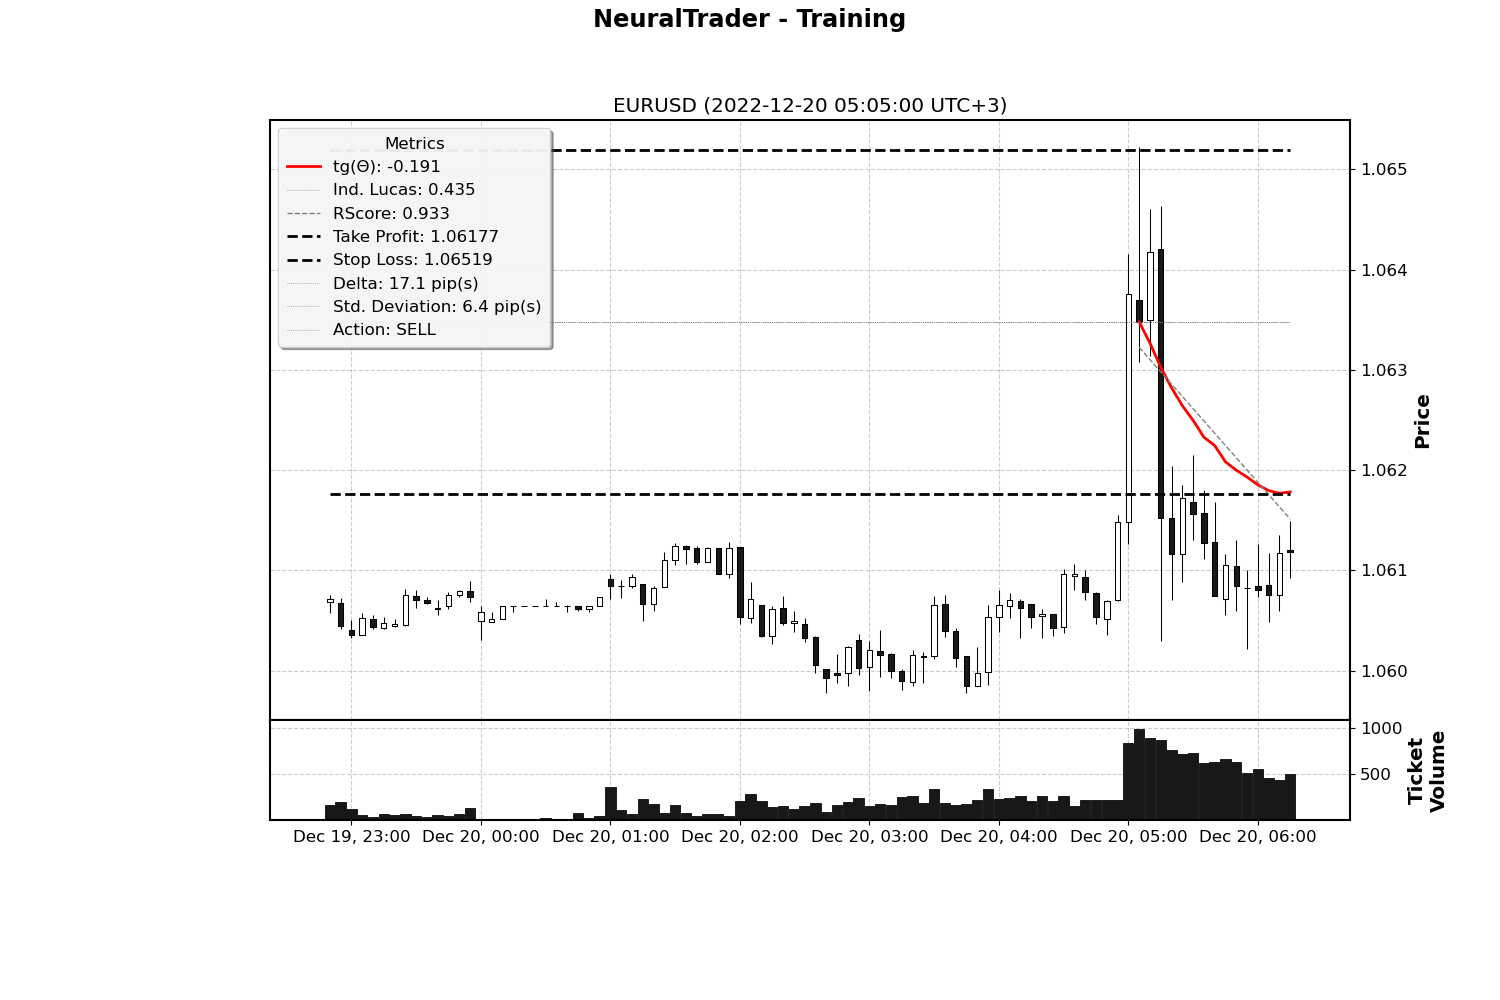 NeuralTrader - Training
EURUSD (2022-12-20 05:05:00 UTC+3)
Metrics
tg(Θ): -0.191
Ind. Lucas: 0.435
RScore: 0.933
Take Profit: 1.06177
Stop Loss: 1.06519
Delta: 17.1 pip(s)
Std. Deviation: 6.4 pip(s)
Action: SELL
1.065
1.064
1.063
1.062
1.061
1.060
Price
1000
500
Ticket
Volume
Dec 19, 23:00 Dec 20, 00:00 Dec 20, 01:00 Dec 20, 02:00 Dec 20, 03:00 Dec 20, 04:00 Dec 20, 05:00 Dec 20, 06:00